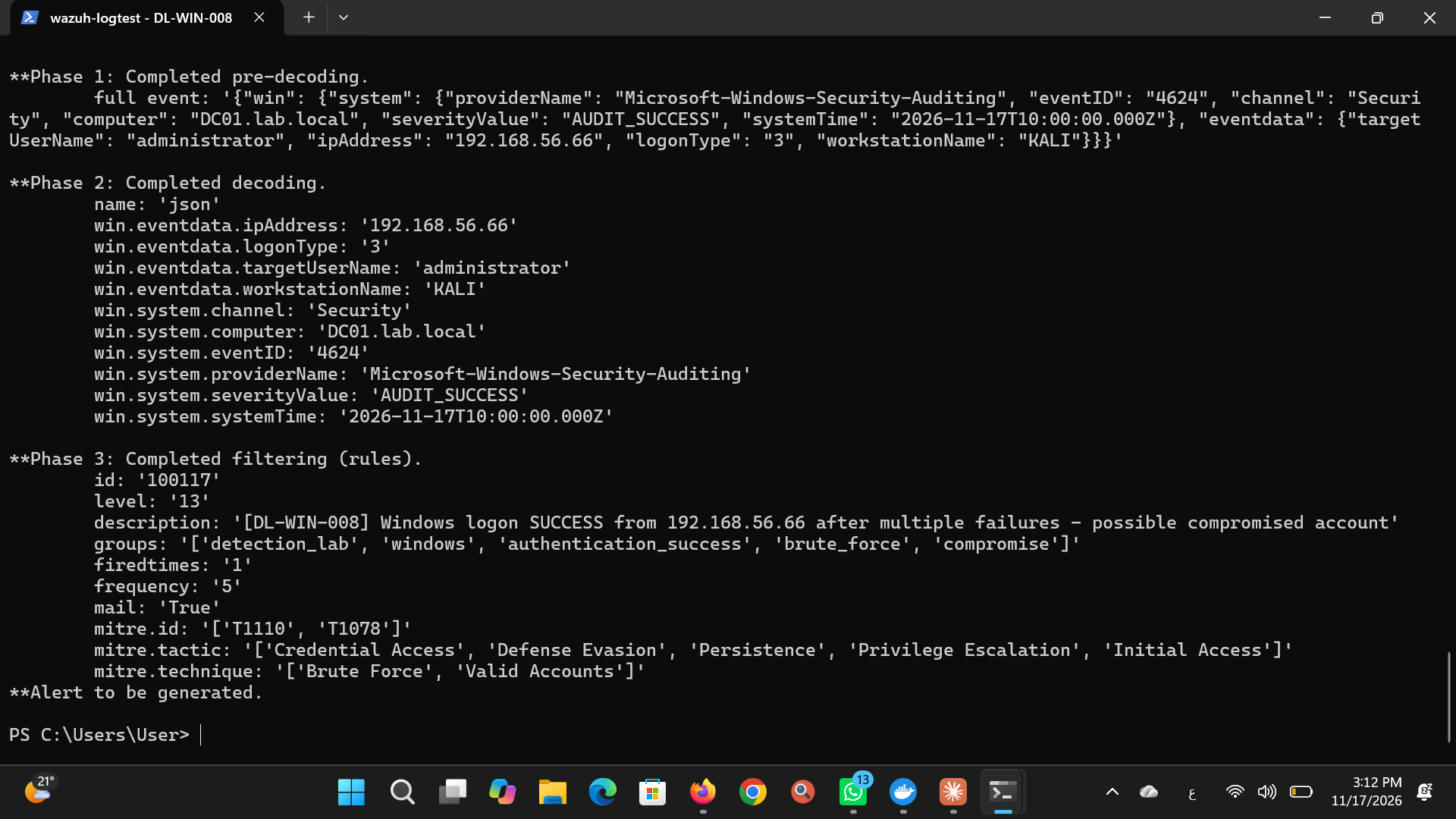 wazuh-logtest - DL-WIN-008
**Phase 1: Completed pre-decoding.
full event: '{"win": {"system": {"providerName": "Microsoft-Windows-Security-Auditing", "eventID": "4624", "channel": "Securi
ty", "computer": "DC01.lab.local", "severityValue": "AUDIT_SUCCESS", "systemTime": "2026-11-17T10:00:00.000Z"}, "eventdata": {"target
UserName": "administrator", "ipAddress": "192.168.56.66", "logonType": "3", "workstationName": "KALI"}}}'
**Phase 2: Completed decoding.
name: 'json'
win.eventdata.ipAddress: '192.168.56.66'
win.eventdata.logonType: '3'
win.eventdata.targetUserName: 'administrator'
win.eventdata.workstationName: 'KALI'
win.system.channel: 'Security'
win.system.computer: 'DC01.lab.local'
win.system.eventID: '4624'
win.system.providerName: 'Microsoft-Windows-Security-Auditing'
win.system.severityValue: 'AUDIT_SUCCESS'
win.system.systemTime: '2026-11-17T10:00:00.000Z'
**Phase 3: Completed filtering (rules).
id: '100117'
level: '13'
description: '[DL-WIN-008] Windows logon SUCCESS from 192.168.56.66 after multiple failures - possible compromised account'
groups: '['detection_lab', 'windows', 'authentication_success', 'brute_force', 'compromise']'
firedtimes: '1'
frequency: '5'
mail: 'True'
mitre.id: '['T1110', 'T1078']'
mitre.tactic: '['Credential Access', 'Defense Evasion', 'Persistence', 'Privilege Escalation', 'Initial Access']'
mitre.technique: '['Brute Force', 'Valid Accounts']'
**Alert to be generated.
PS C:\Users\User>
21°
13
ع
3:12 PM
11/17/2026